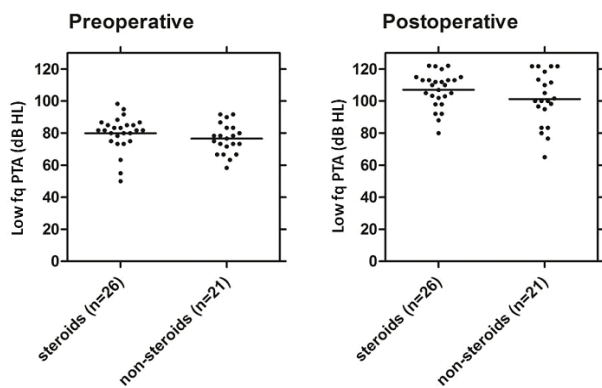 Preoperative
Low fq PTA (dB HL)
120
100
80
60
40
20
0
steroids (n=26)
non-steroids (n=21)
Postoperative
Low fq PTA (dB HL)
120
100
80
60
40
20
0
steroids (n=26)
non-steroids (n=21)